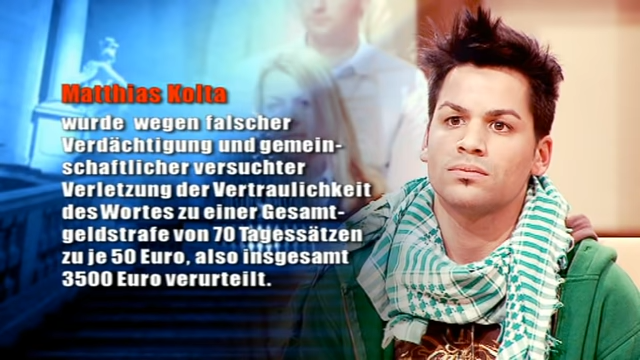 Matthias Kolta
wurde wegen falscher
Verdächtigung und gemein-
schaftlicher versuchter
Verletzung der Vertraulichkeit
des Wortes zu einer Gesamt-
geldstrafe von 70 Tagessätzen
zu je 50 Euro, also insgesamt
3500 Euro verurteilt.